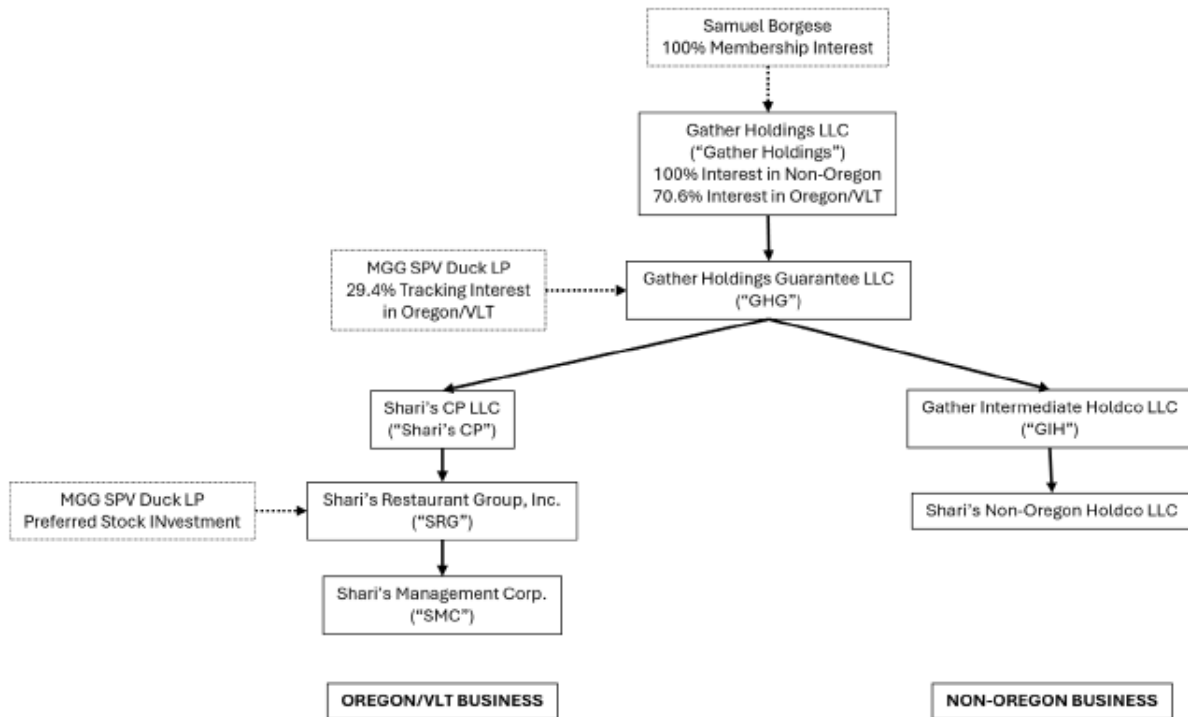 Samuel Borgese
100% Membership Interest
Gather Holdings LLC
(“Gather Holdings”)
100% Interest in Non-Oregon
70.6% Interest in Oregon/VLT
MGG SPV Duck LP
29.4% Tracking Interest
in Oregon/VLT
Gather Holdings Guarantee LLC
(“GHG”)
Shari’s CP LLC
(“Shari’s CP”)
Gather Intermediate Holdco LLC
(“GIH”)
MGG SPV Duck LP
Preferred Stock INvestment
Shari’s Restaurant Group, Inc.
(“SRG”)
Shari’s Non-Oregon Holdco LLC
Shari’s Management Corp.
(“SMC”)
OREGON/VLT BUSINESS
NON-OREGON BUSINESS